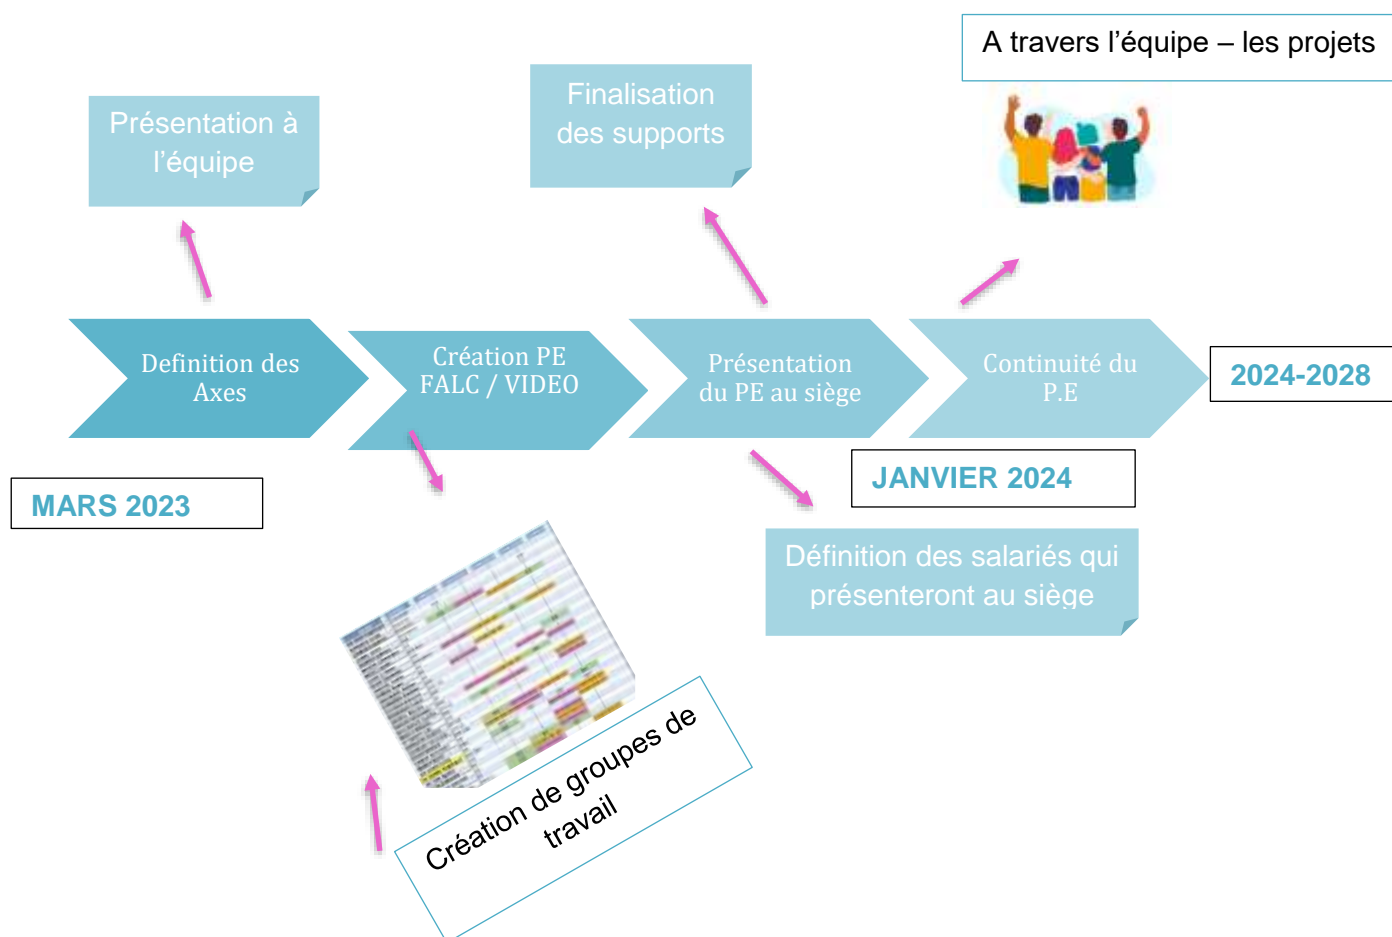 A travers l’équipe – les projets
Présentation à
l’équipe
Finalisation
des supports
Definition des
Axes
Création PE
FALC / VIDEO
Présentation
du PE au siège
Continuité du
P.E
2024-2028
MARS 2023
JANVIER 2024
Définition des salariés qui
présenteront au siège
Création de groupes de
travail